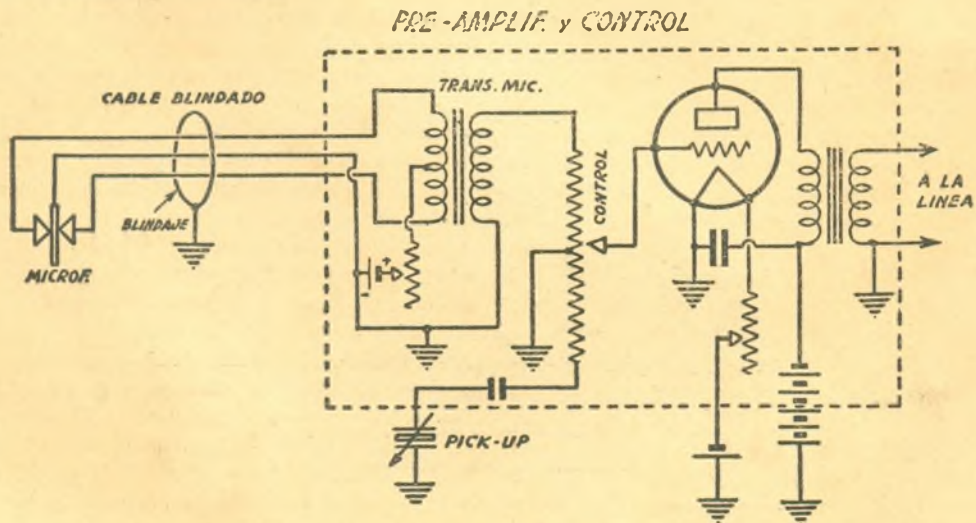 PRE-AMPLIF. y CONTROL
CABLE BLINDADO
TRANS. MIC.
BLINDAJE
MICROF.
CONTROL
A LA
LINEA
+
-
PICK-UP